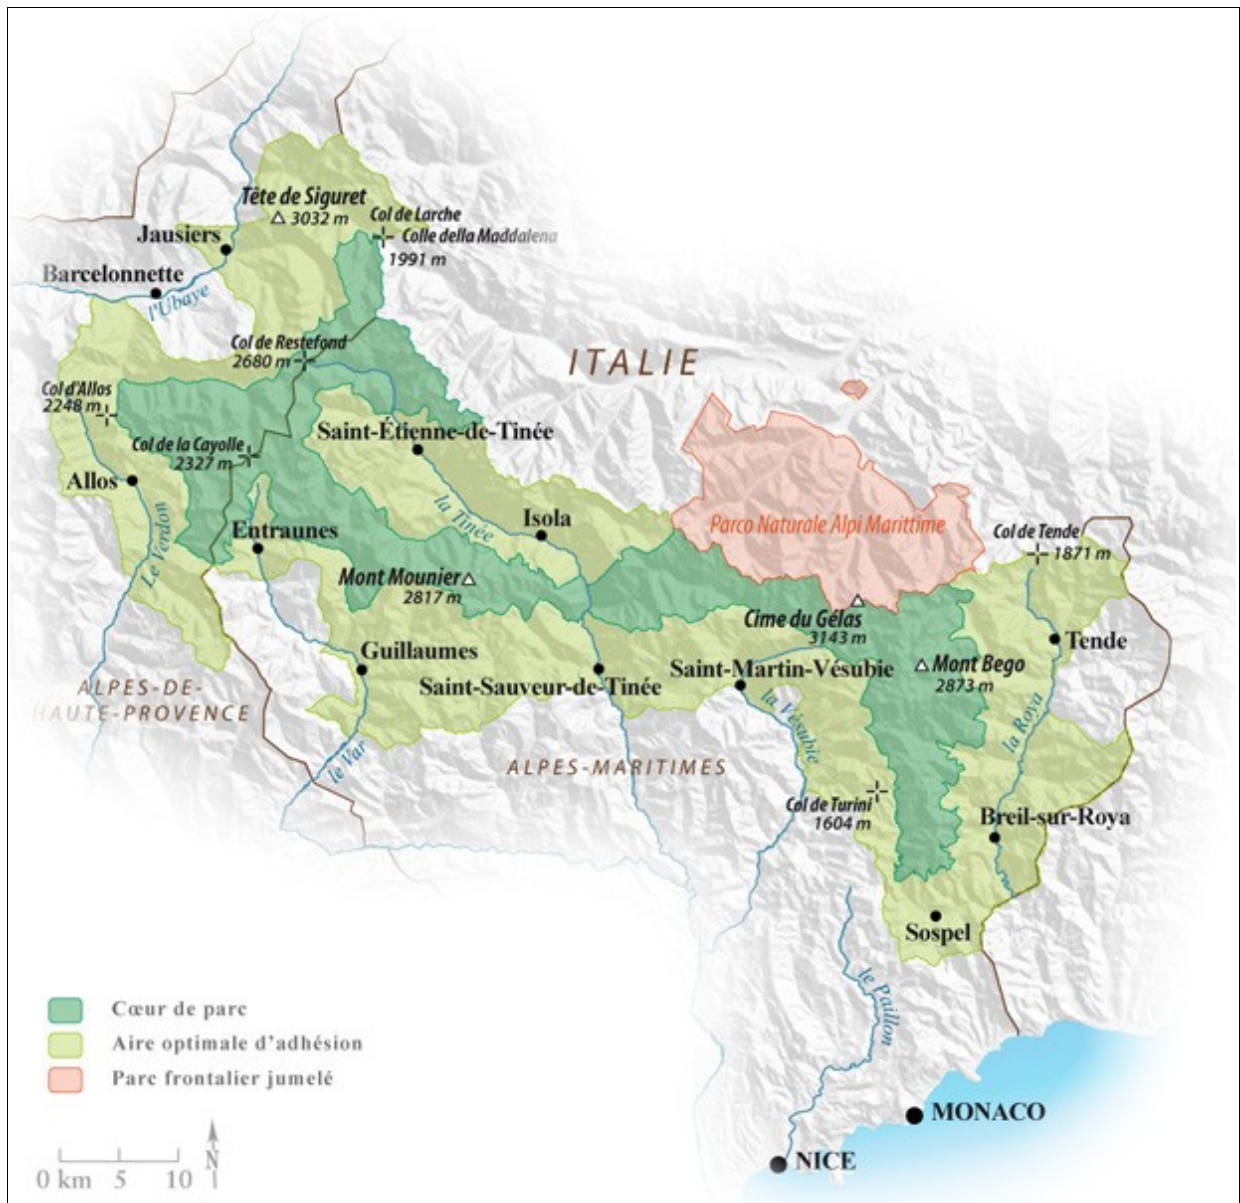 Tête de Siguret
3032 m
Col de Larche
Colle della Maddalena
1991 m
Jausiers
Barcelonnette
l'Ubaye
Col de Restefond
2680 m
ITALIE
Col d'Allos
2248 m
Saint-Étienne-de-Tinée
Col de la Cayolle
2327 m
Allos
la Tinée
Isola
Parco Naturale Alpi Marittime
Col de Tende
1871 m
Entraunes
Le Verdon
Mont Mounier
2817 m
Cime du Gélas
3143 m
Tende
Guillaumes
Saint-Martin-Vésubie
Mont Bego
2873 m
Saint-Sauveur-de-Tinée
ALPES-DE-
HAUTE-PROVENCE
la Vésubie
la Roya
le Var
ALPES-MARITIMES
Col de Turini
1604 m
Breil-sur-Roya
Sospel
le Paillon
Cœur de parc
Aire optimale d'adhésion
Parc frontalier jumelé
MONACO
NICE
N
0 km 5 10